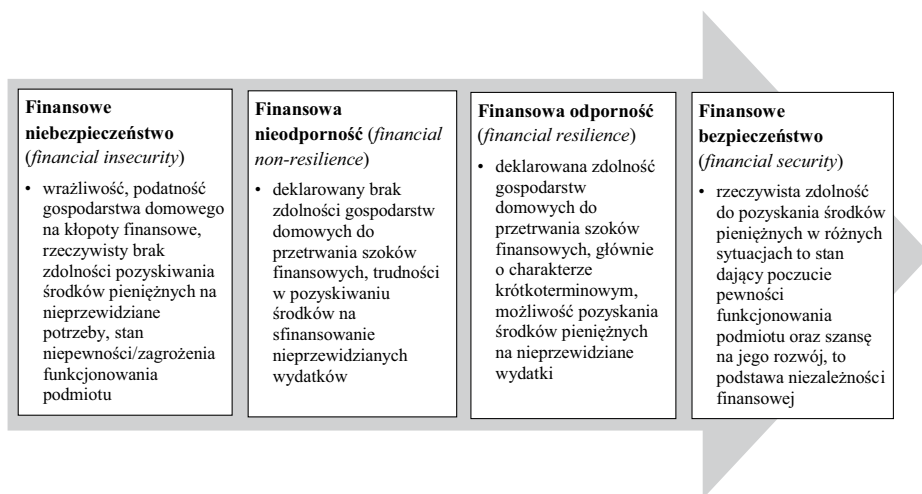 Finansowe
niebezpieczeństwo
(financial insecurity)
• wrażliwość, podatność
gospodarstwa domowego
na kłopoty finansowe,
rzeczywisty brak
zdolności pozyskiwania
środków pieniężnych na
nieprzewidziane
potrzeby, stan
niepewności/zagrożenia
funkcjonowania
podmiotu
Finansowa
nieodporność (financial
non-resilience)
• deklarowany brak
zdolności gospodarstw
domowych do
przetrwania szoków
finansowych, trudności
w pozyskiwaniu
środków na
sfinansowanie
nieprzewidzianych
wydatków
Finansowa odporność
(financial resilience)
• deklarowana zdolność
gospodarstw
domowych do
przetrwania szoków
finansowych, głównie
o charakterze
krótkoterminowym,
możliwość pozyskania
środków pieniężnych
na nieprzewidziane
wydatki
Finansowe
bezpieczeństwo
(financial security)
• rzeczywista zdolność
do pozyskania środków
pieniężnych w różnych
sytuacjach to stan
dający poczucie
pewności
funkcjonowania
podmiotu oraz szansę
na jego rozwój, to
podstawa niezależności
finansowej